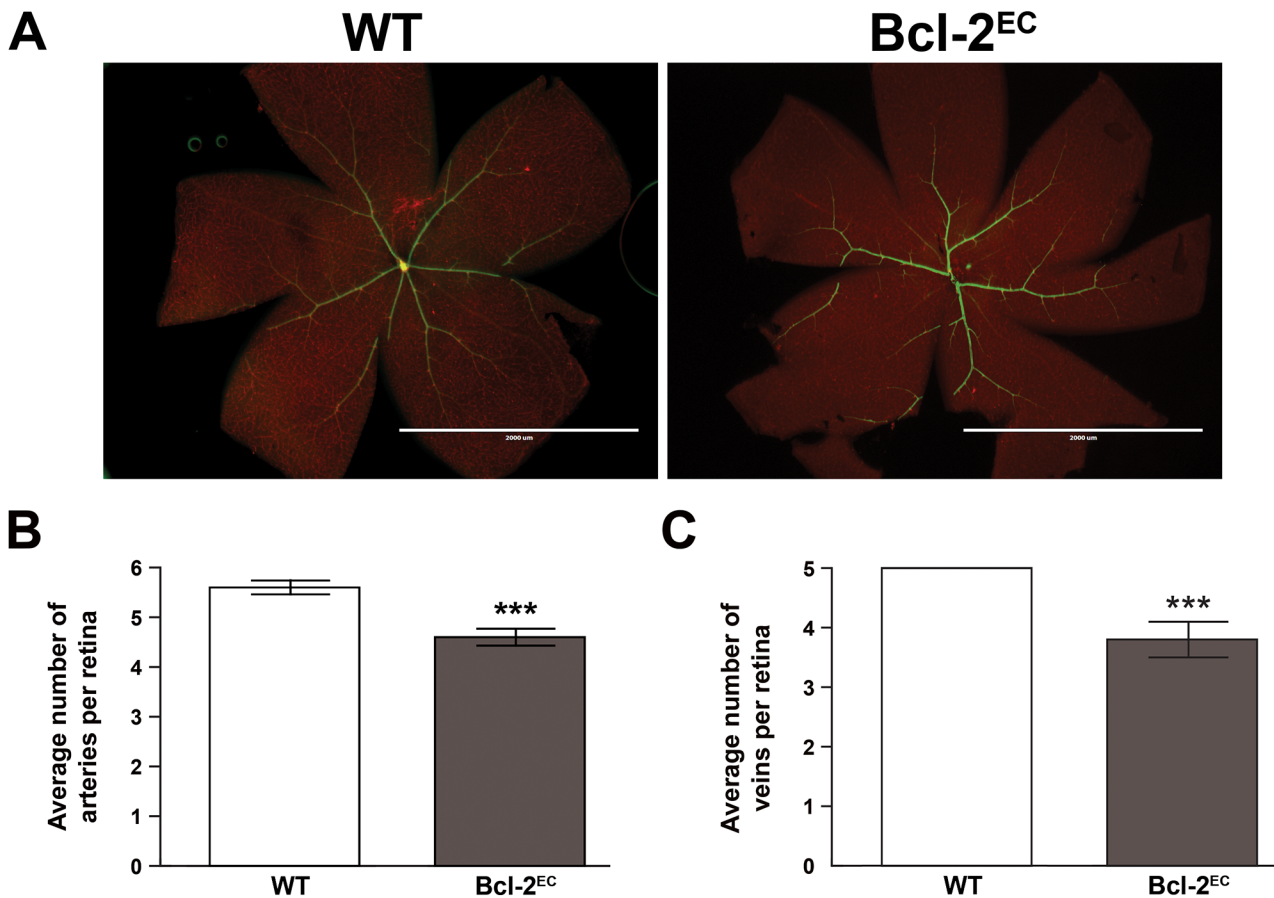 A
WT
Bcl-2EC
2000 um
2000 um
B
Average number of
arteries per retina
6
5
4
3
2
1
0
***
WT
Bcl-2EC
C
Average number of
veins per retina
5
4
3
2
1
0
***
WT
Bcl-2EC